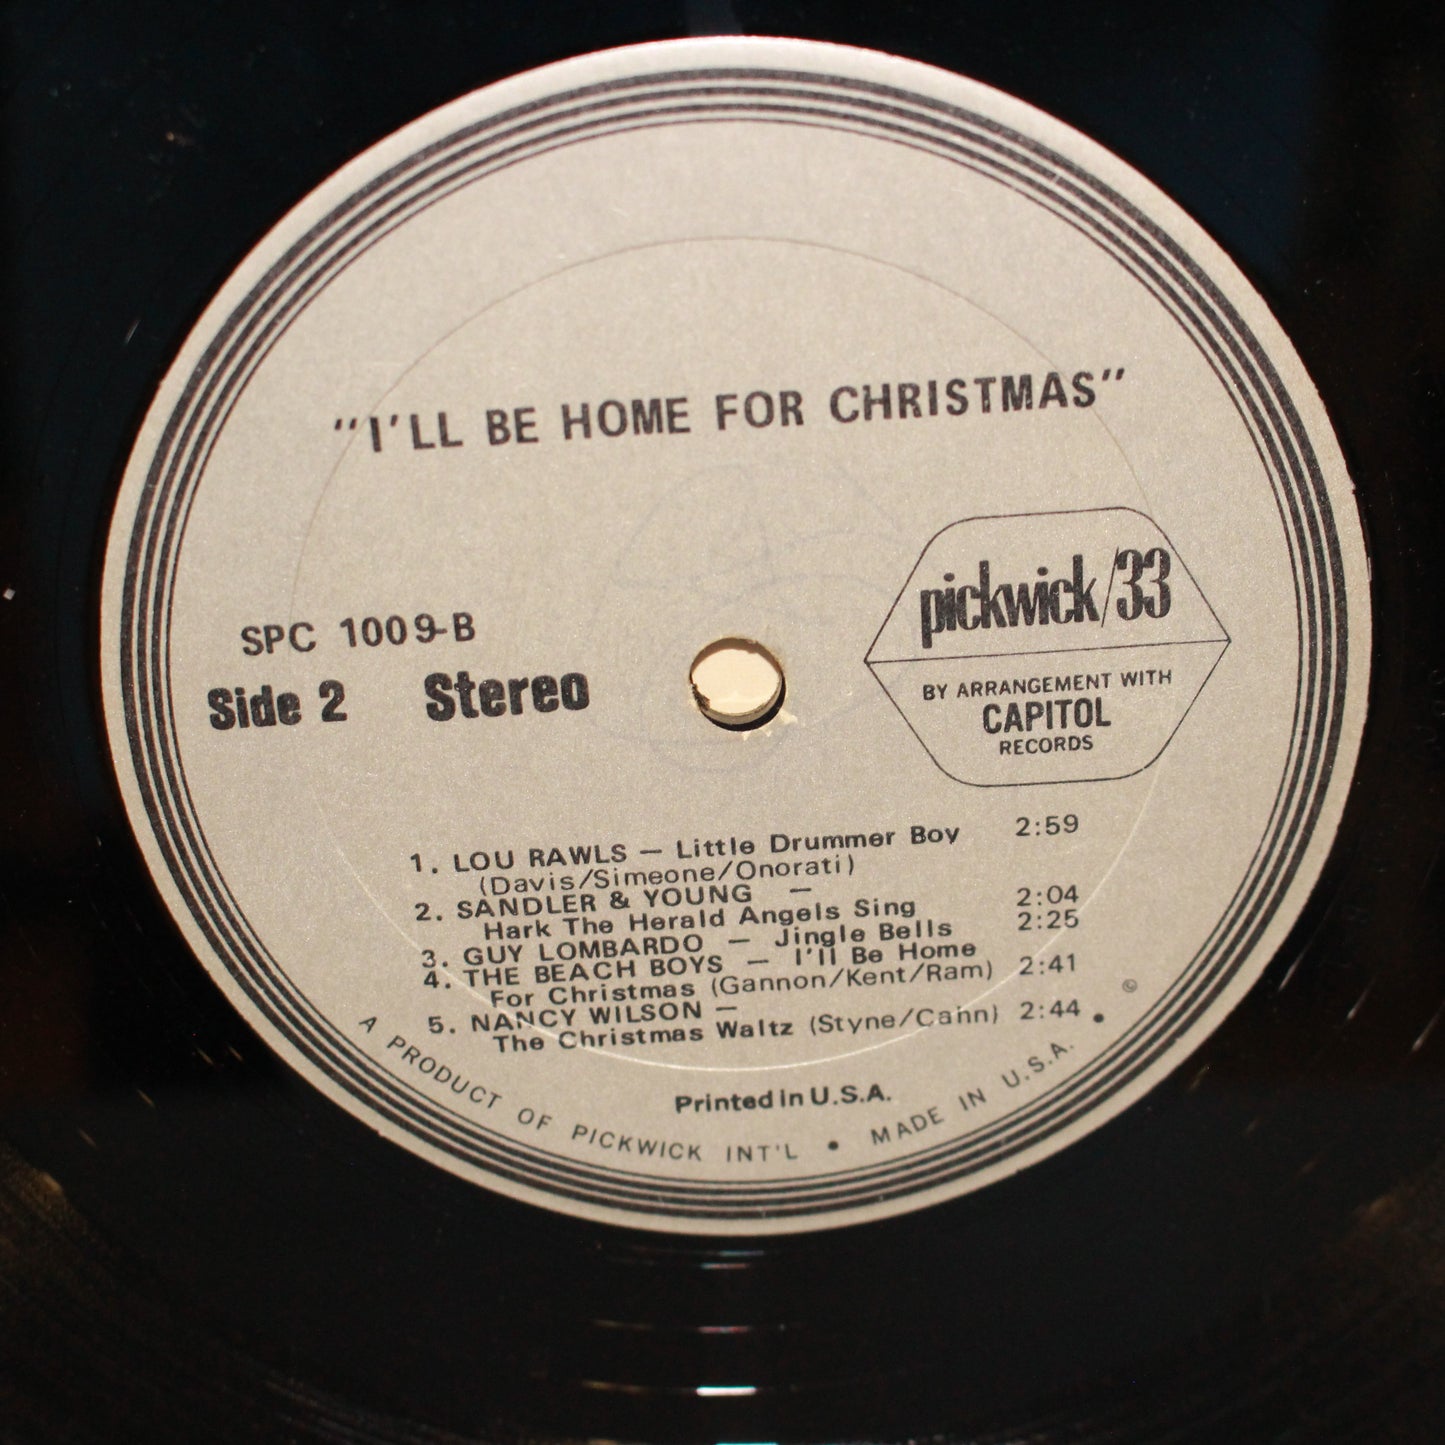 "I'LL BE HOME FOR CHRISTMAS"
pickwick/33
BY ARRANGEMENT WITH
CAPITOL
RECORDS
SPC 1009-B
Side 2 Stereo
1. LOU RAWLS — Little Drummer Boy 2:59
(Davis/Simeone/Onorati)
2. SANDLER & YOUNG —
Hark The Herald Angels Sing 2:04
3. GUY LOMBARDO — Jingle Bells 2:25
4. THE BEACH BOYS — I'll Be Home
For Christmas (Gannon/Kent/Ram) 2:41
5. NANCY WILSON —
The Christmas Waltz (Styne/Cahn) 2:44
©
Printed in U.S.A.
A PRODUCT OF PICKWICK INT'L • MADE IN U.S.A. •